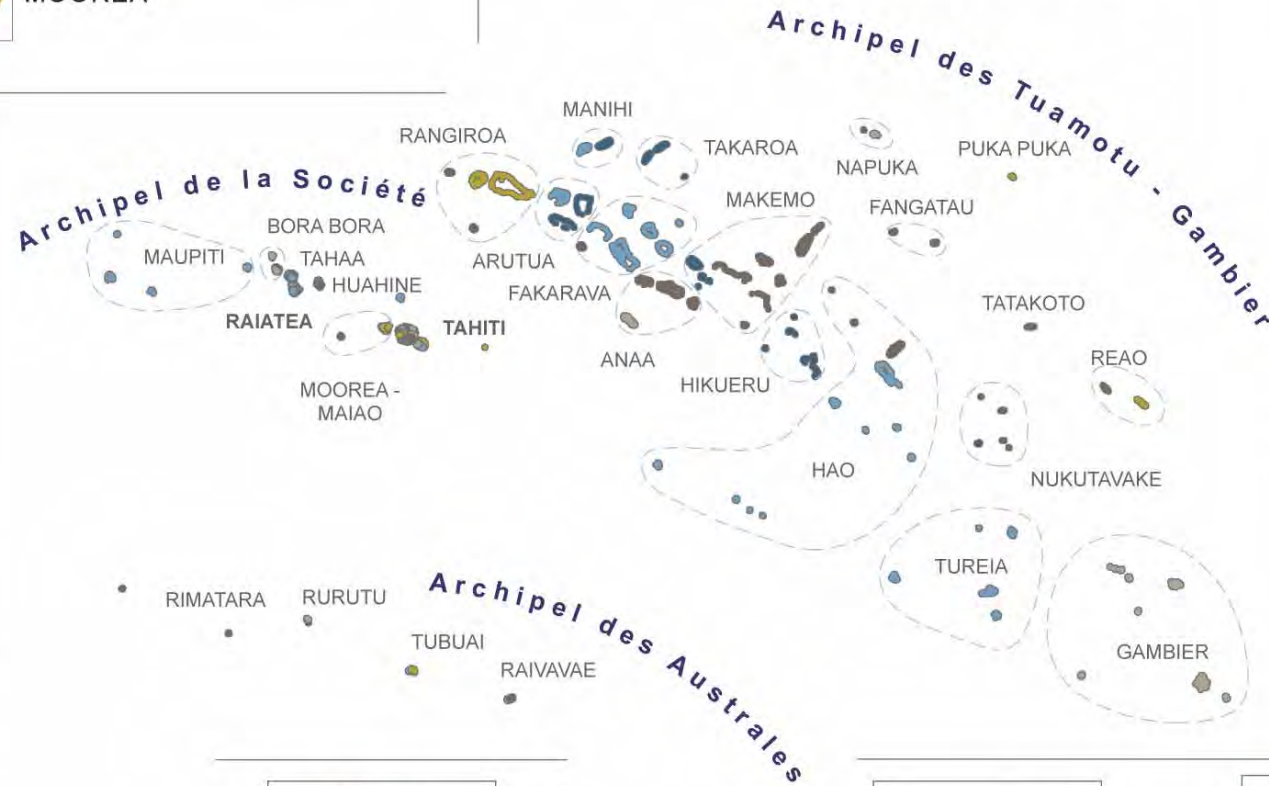 MOOREA
Archipel des Tuamotu - Gambier
MANIHI
RANGIROA
TAKAROA
NAPUKA
PUKA PUKA
Archipel de la Société
MAKEMO
FANGATAU
BORA BORA
MAUPITI
TAHAA
ARUTUA
HUAHINE
FAKARAVA
TATAKOTO
RAIATEA
TAHITI
ANAA
REAO
HIKUERU
MOOREA -
MAIAO
HAO
NUKUTAVAKE
TUREIA
Archipel des Australes
RIMATARA
RURUTU
TUBUAI
RAIVAVAE
GAMBIER